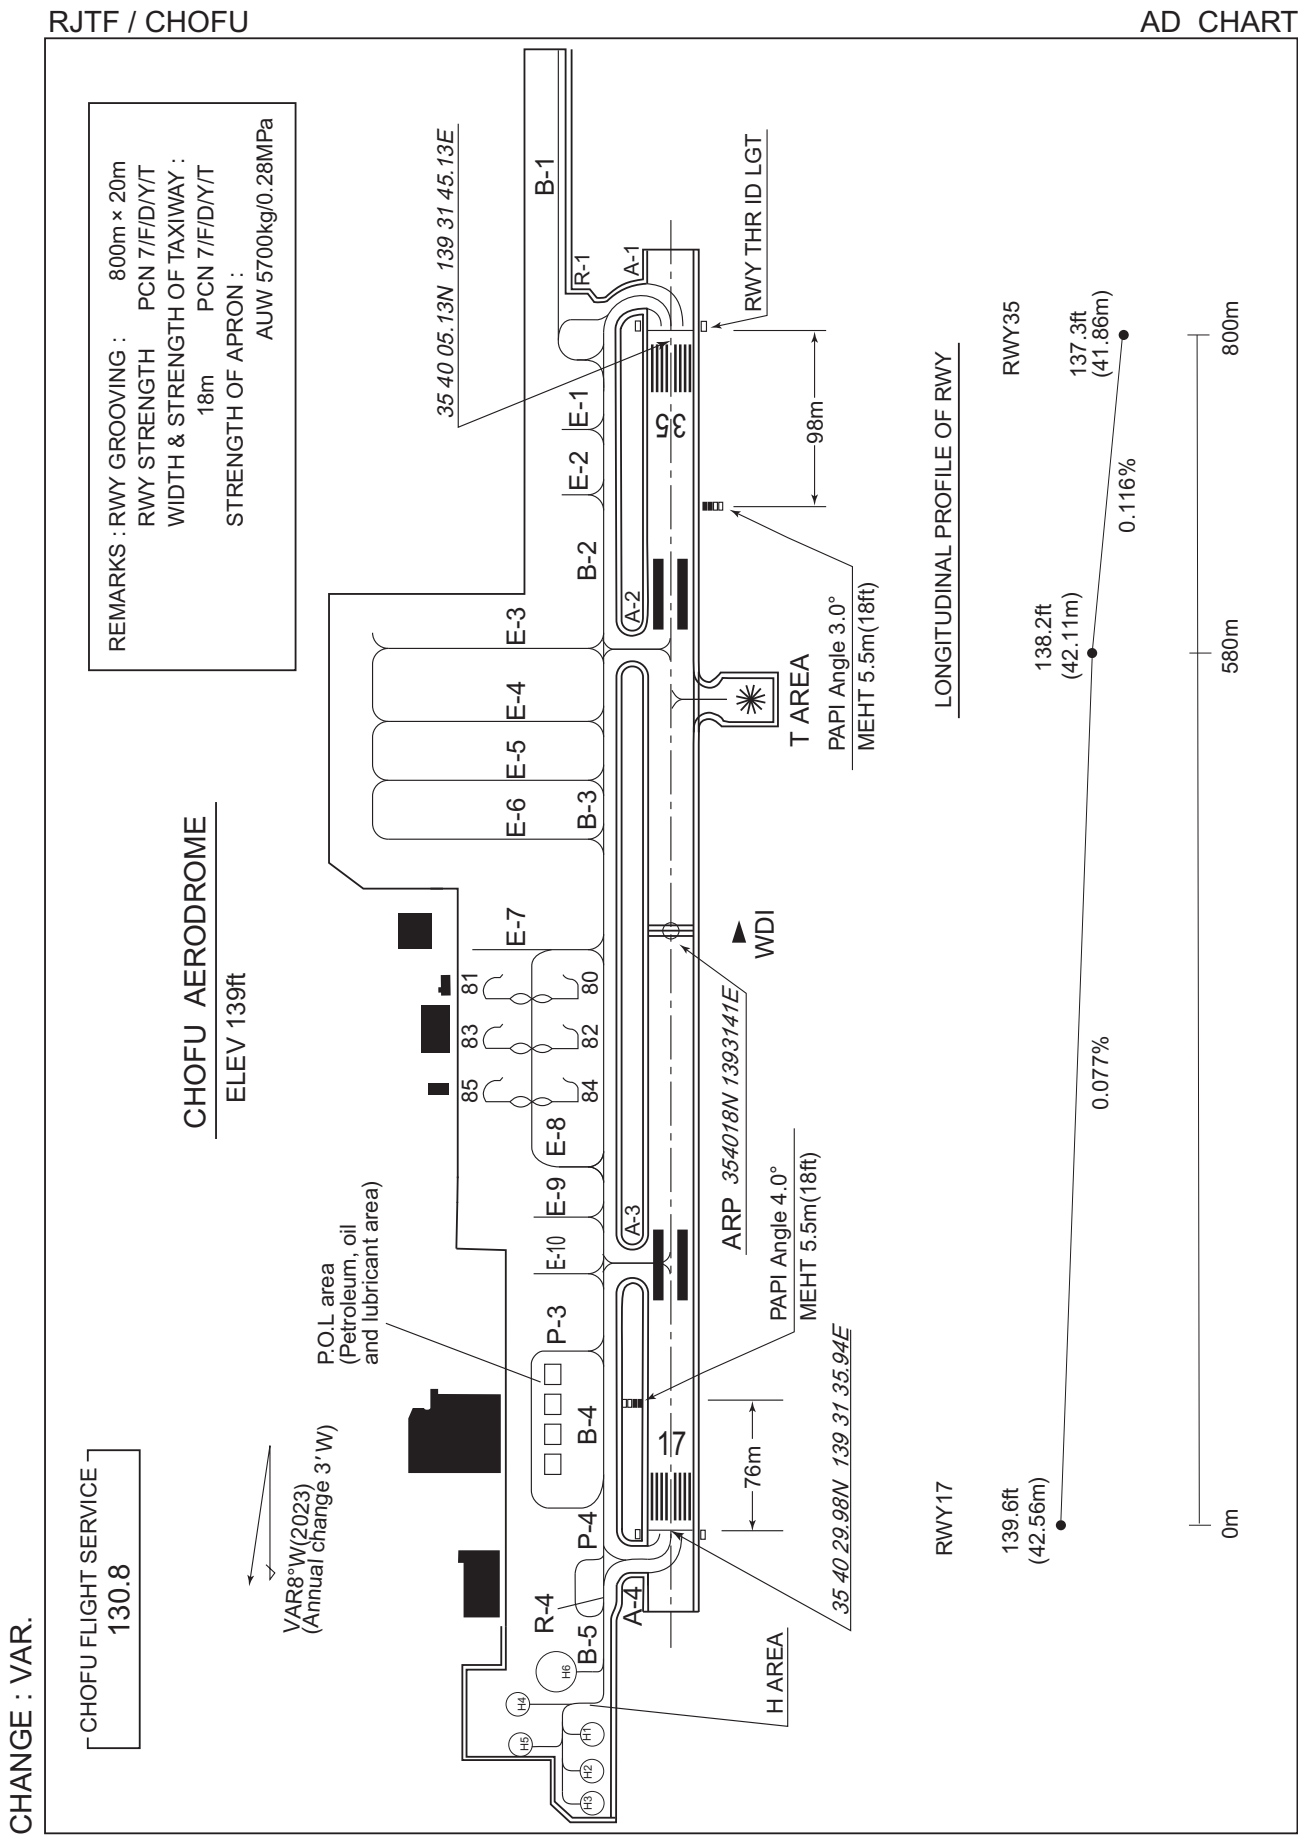 RJTF / CHOFU
AD CHART
CHANGE : VAR.
CHOFU FLIGHT SERVICE
130.8
VAR8°W(2023)
(Annual change 3'W)
CHOFU AERODROME
ELEV 139ft
REMARKS : RWY GROOVING : 800m × 20m
RWY STRENGTH PCN 7/F/D/Y/T
WIDTH & STRENGTH OF TAXIWAY :
18m PCN 7/F/D/Y/T
STRENGTH OF APRON :
AUW 5700kg/0.28MPa
P.O.L area
(Petroleum, oil
and lubricant area)
35 40 05.13N 139 31 45.13E
B-1
R-1
A-1
RWY THR ID LGT
E-1
E-2
B-2
E-3
E-4
E-5
E-6
B-3
E-7
81
80
83
82
85
84
E-8
E-9
E-10
P-3
B-4
P-4
R-4
B-5
A-4
A-3
A-2
H6
H4
H5
H1
H2
H3
H AREA
35
17
98m
76m
T AREA
PAPI Angle 3.0°
MEHT 5.5m(18ft)
WDI
ARP 354018N 1393141E
PAPI Angle 4.0°
MEHT 5.5m(18ft)
35 40 29.98N 139 31 35.94E
LONGITUDINAL PROFILE OF RWY
RWY17
RWY35
139.6ft
(42.56m)
138.2ft
(42.11m)
137.3ft
(41.86m)
0.077%
0.116%
0m
580m
800m